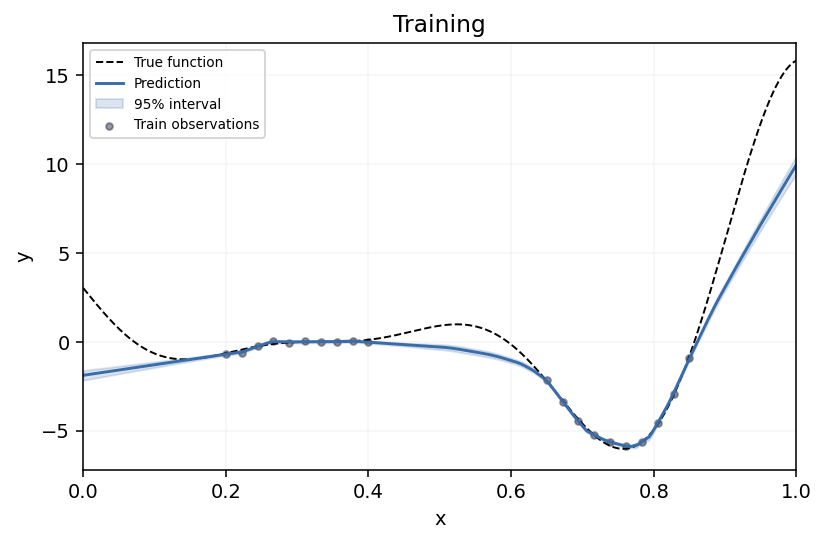 Training
True function
Prediction
95% interval
Train observations
15
10
5
0
−5
y
0.0 0.2 0.4 0.6 0.8 1.0
x